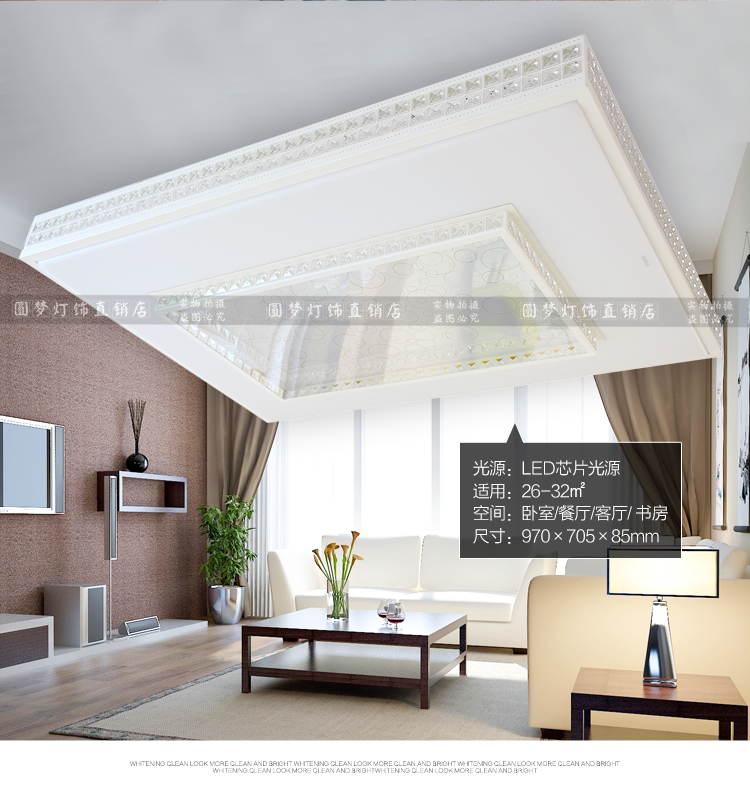 圆梦灯饰直销店 实物拍摄 圆梦灯饰直销店 实物拍摄 圆梦灯饰直销店 实物拍摄
盗图必究 盗图必究 盗图必究
光源：LED芯片光源
适用：26-32㎡
空间：卧室/餐厅/客厅/ 书房
尺寸：970×705×85mm
WHITENING CLEAN LOOK MORE CLEAN AND BRIGHT WHITENING CLEAN LOOK MORE CLEAN AND BRIGHT WHITENING CLEAN LOOK MORE CLEAN AND BRIGHT
WHITENING CLEAN LOOK MORE CLEAN AND BRIGHTWHITENING CLEAN LOOK MORE CLEAN AND BRIGHT